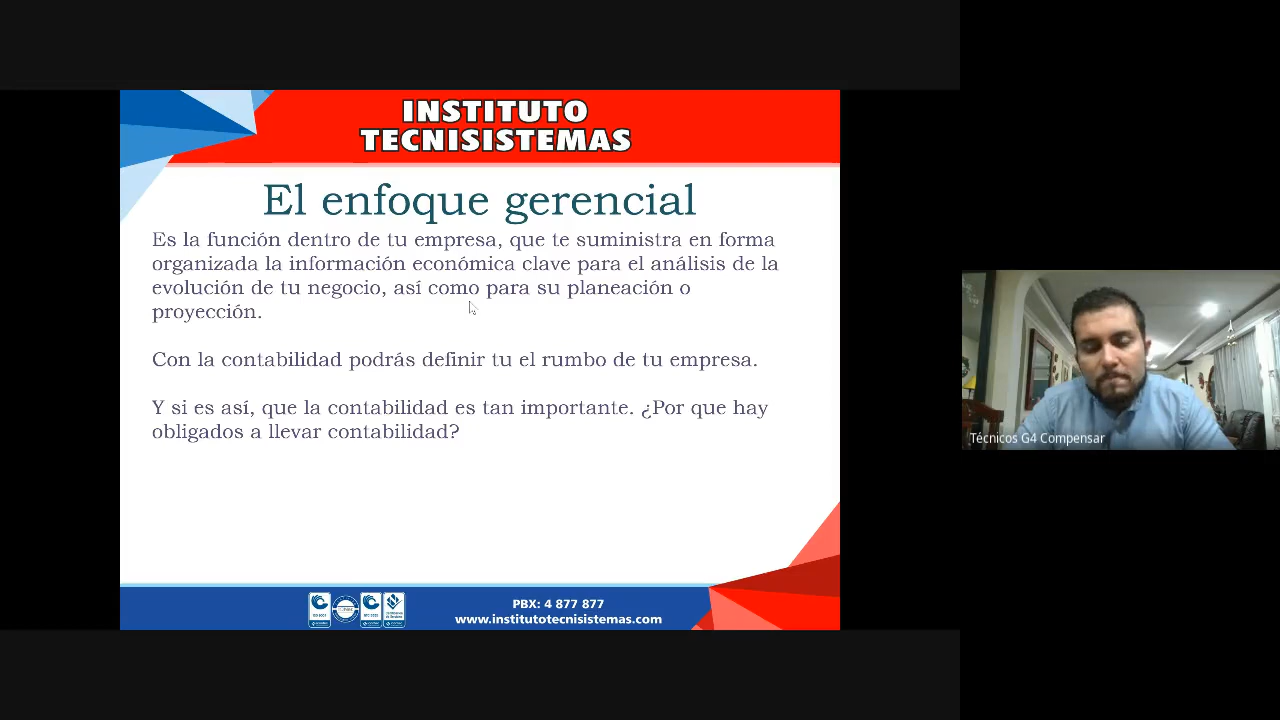 INSTITUTO
TECNISISTEMAS
El enfoque gerencial
Es la función dentro de tu empresa, que te suministra en forma
organizada la información económica clave para el análisis de la
evolución de tu negocio, así como para su planeación o
proyección.
Con la contabilidad podrás definir tu el rumbo de tu empresa.
Y si es así, que la contabilidad es tan importante. ¿Por que hay
obligados a llevar contabilidad?
PBX: 4 877 877
www.institutotecnisistemas.com
Técnicos G4 Compensar